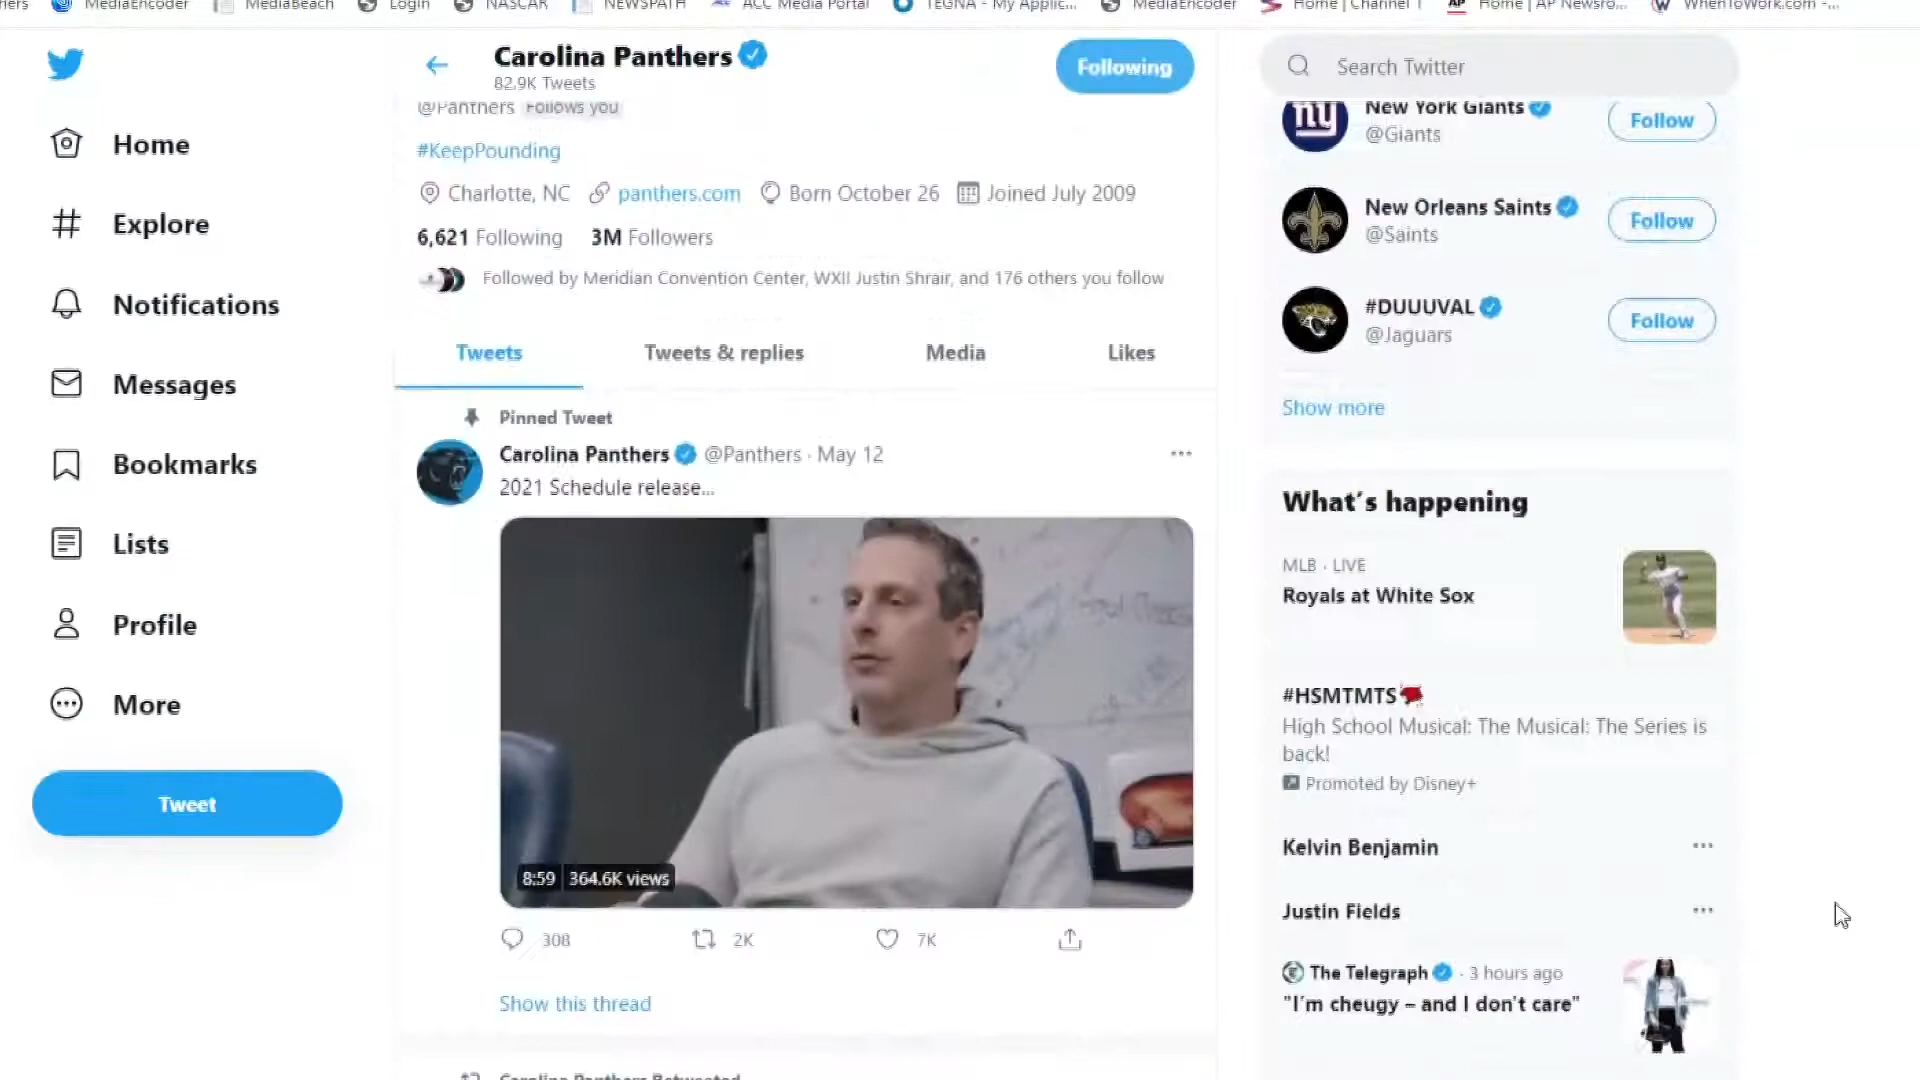 MediaEncoder
MediaBeach
Login
NASCAR
NEWSPATH
ACC Media Portal
TEGNA - My Applic...
MediaEncoder
Home | Channel 1
AP
Home | AP Newsro...
WhenToWork.com -...
Carolina Panthers
82.9K Tweets
Following
Search Twitter
@Panthers Follows you
#KeepPounding
Charlotte, NC panthers.com Born October 26 Joined July 2009
6,621 Following 3M Followers
Followed by Meridian Convention Center, WXII Justin Shrair, and 176 others you follow
Tweets Tweets & replies Media Likes
Pinned Tweet
Carolina Panthers @Panthers · May 12
2021 Schedule release...
8:59 364.6K views
308 2K 7K
Show this thread
Carolina Panthers Retweeted
Home
Explore
Notifications
Messages
Bookmarks
Lists
Profile
More
Tweet
ny
New York Giants
@Giants
Follow
New Orleans Saints
@Saints
Follow
#DUUUVAL
@Jaguars
Follow
Show more
What's happening
MLB · LIVE
Royals at White Sox
#HSMTMTS
High School Musical: The Musical: The Series is
back!
Promoted by Disney+
Kelvin Benjamin
Justin Fields
The Telegraph · 3 hours ago
"I'm cheugy – and I don't care"